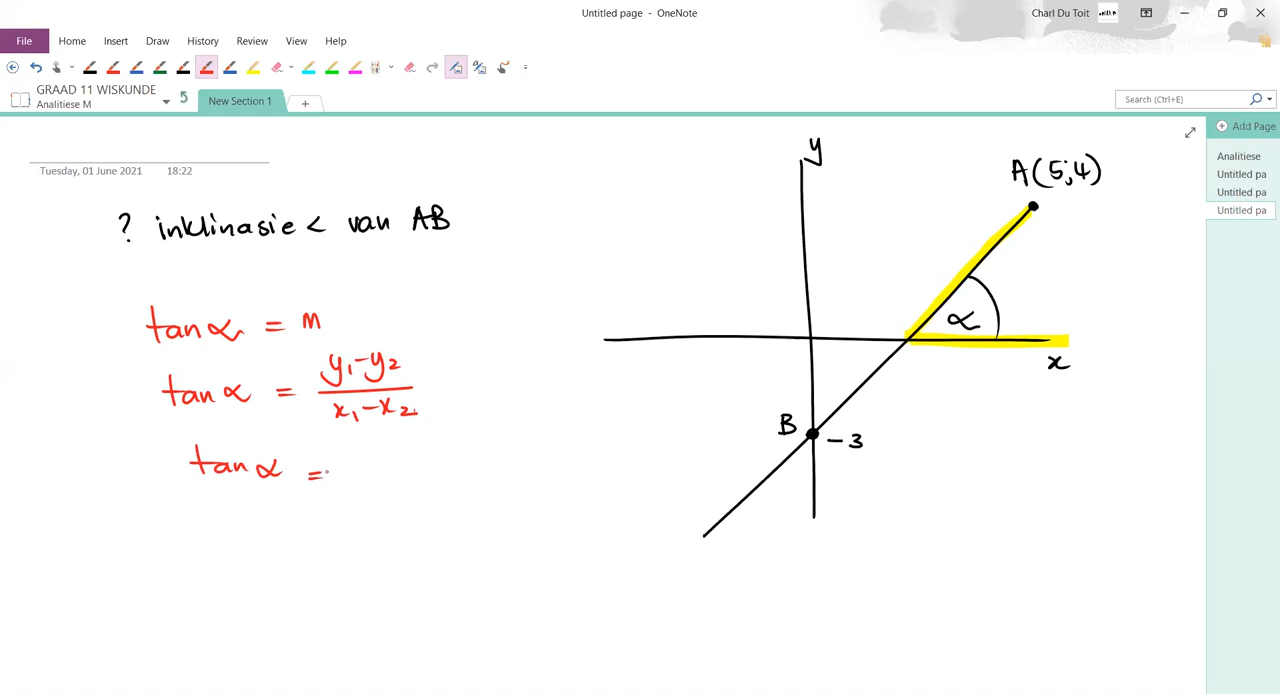 Untitled page - OneNote
Charl Du Toit
File Home Insert Draw History Review View Help
GRAAD 11 WISKUNDE
Analitiese M
New Section 1
+
Search (Ctrl+E)
Add Page
Analitiese
Untitled pa
Untitled pa
Untitled pa
Tuesday, 01 June 2021 18:22
? inklinasie < van AB
tan α = m
tan α = y₁-y₂ / x₁-x₂
tan α =
y
A(5;4)
α
x
B
-3